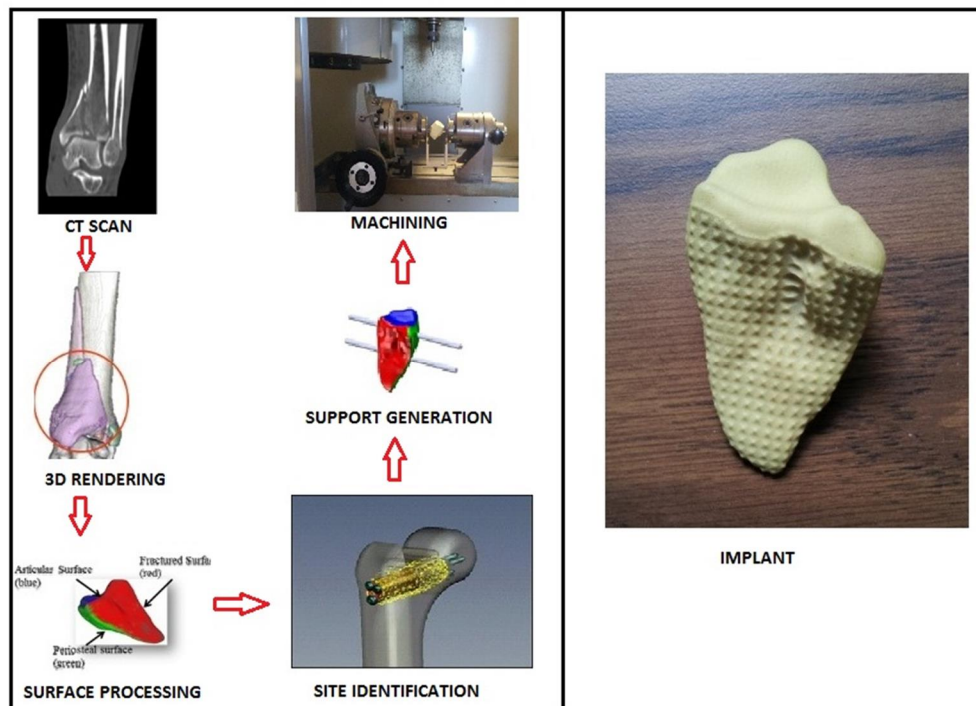 CT SCAN
3D RENDERING
Articular Surface
(blue)
Fractured Surfa
(red)
Periosteal surface
(green)
SURFACE PROCESSING
SITE IDENTIFICATION
SUPPORT GENERATION
MACHINING
IMPLANT